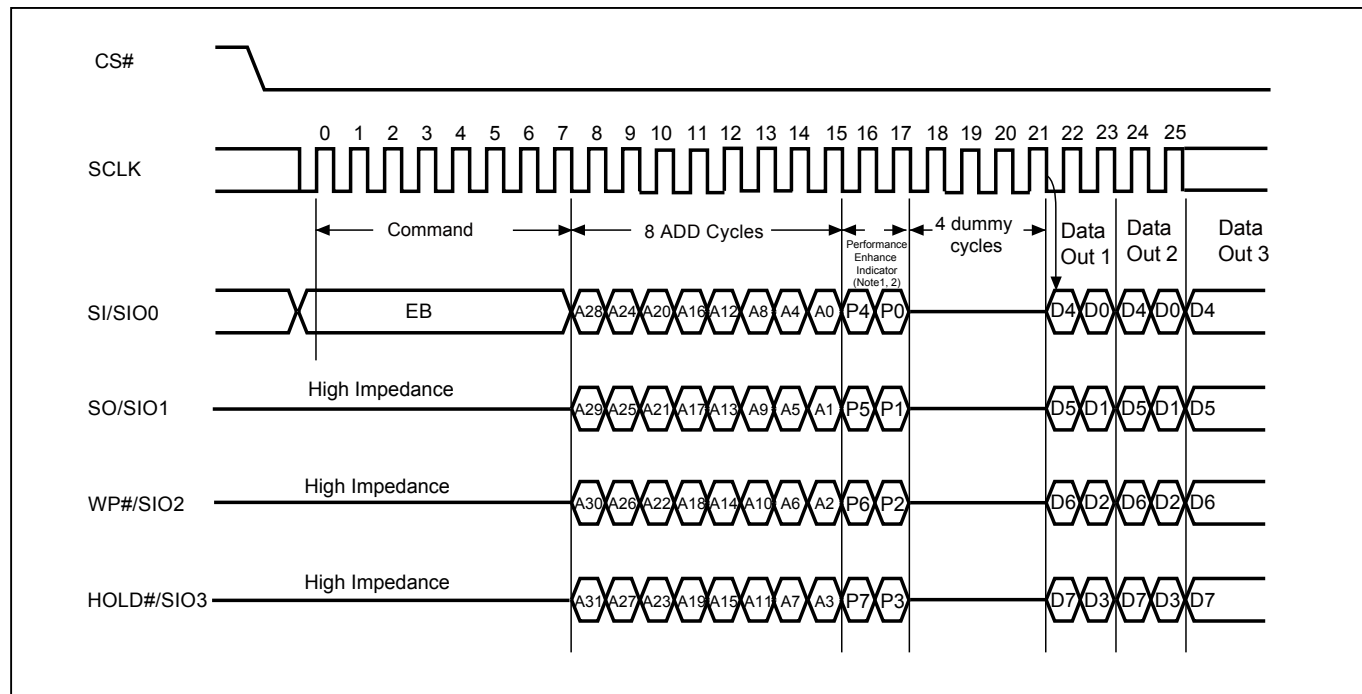 CS#
0 1 2 3 4 5 6 7 8 9 10 11 12 13 14 15 16 17 18 19 20 21 22 23 24 25
SCLK
Command
8 ADD Cycles
Performance
Enhance
Indicator
(Note1, 2)
4 dummy
cycles
Data
Out 1
Data
Out 2
Data
Out 3
SI/SIO0
EB
A28 A24 A20 A16 A12 A8 A4 A0 P4 P0 D4 D0 D4 D0 D4
High Impedance
SO/SIO1
A29 A25 A21 A17 A13 A9 A5 A1 P5 P1 D5 D1 D5 D1 D5
High Impedance
WP#/SIO2
A30 A26 A22 A18 A14 A10 A6 A2 P6 P2 D6 D2 D6 D2 D6
High Impedance
HOLD#/SIO3
A31 A27 A23 A19 A15 A11 A7 A3 P7 P3 D7 D3 D7 D3 D7